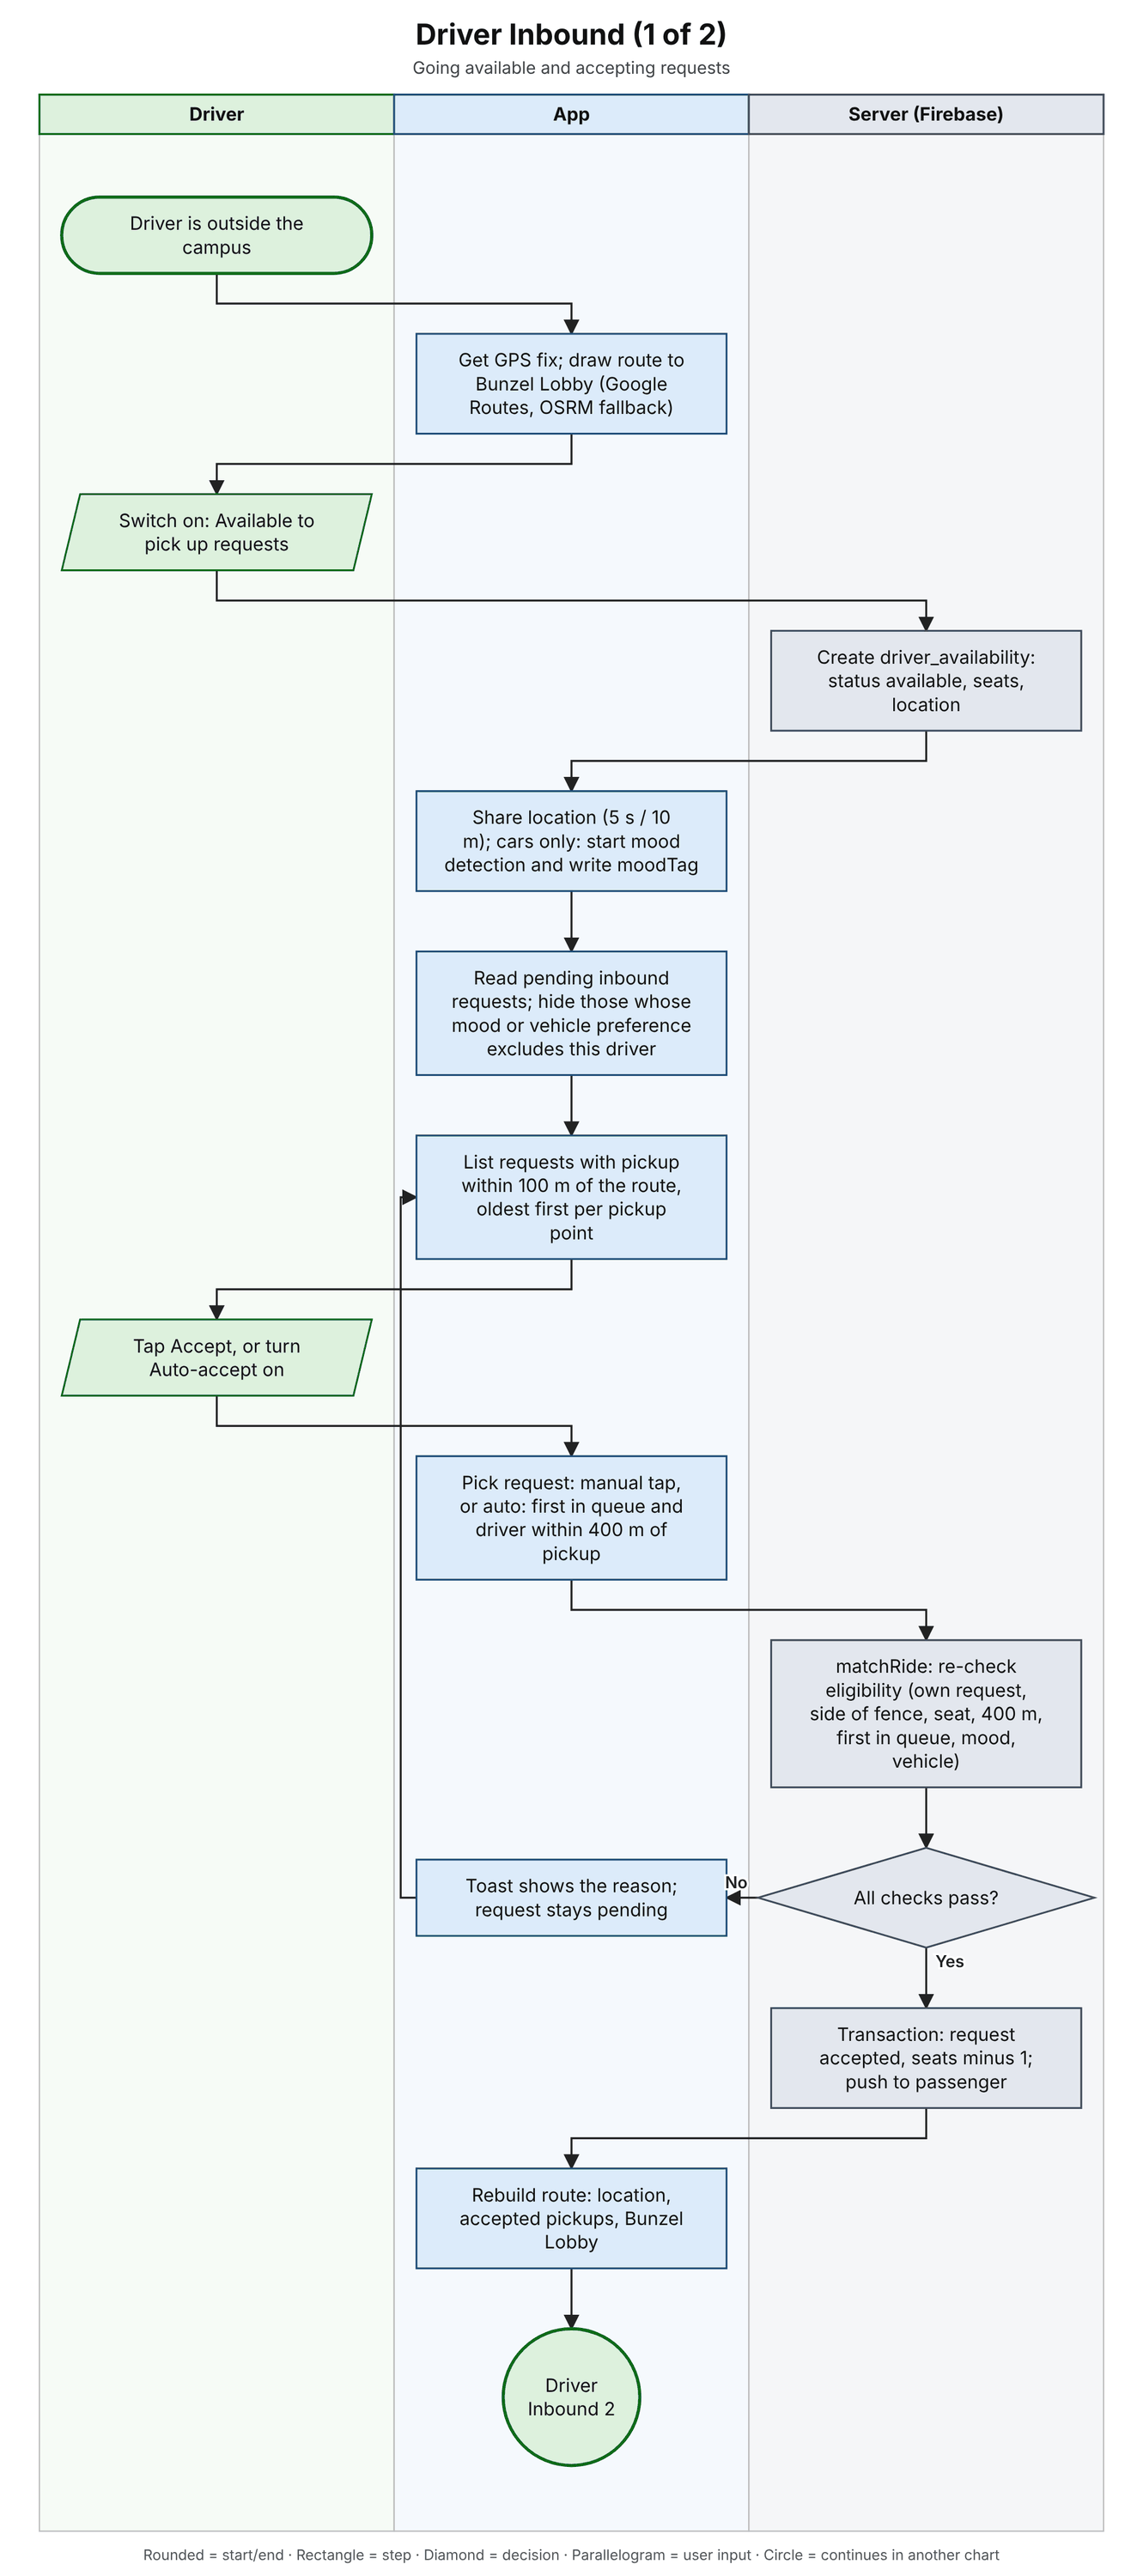 Driver Inbound (1 of 2)
Going available and accepting requests
Driver
App
Server (Firebase)
Driver is outside the
campus
Get GPS fix; draw route to
Bunzel Lobby (Google
Routes, OSRM fallback)
Switch on: Available to
pick up requests
Create driver_availability:
status available, seats,
location
Share location (5 s / 10
m); cars only: start mood
detection and write moodTag
Read pending inbound
requests; hide those whose
mood or vehicle preference
excludes this driver
List requests with pickup
within 100 m of the route,
oldest first per pickup
point
Tap Accept, or turn
Auto-accept on
Pick request: manual tap,
or auto: first in queue and
driver within 400 m of
pickup
matchRide: re-check
eligibility (own request,
side of fence, seat, 400 m,
first in queue, mood,
vehicle)
Toast shows the reason;
request stays pending
No
All checks pass?
Yes
Transaction: request
accepted, seats minus 1;
push to passenger
Rebuild route: location,
accepted pickups, Bunzel
Lobby
Driver
Inbound 2
Rounded = start/end · Rectangle = step · Diamond = decision · Parallelogram = user input · Circle = continues in another chart